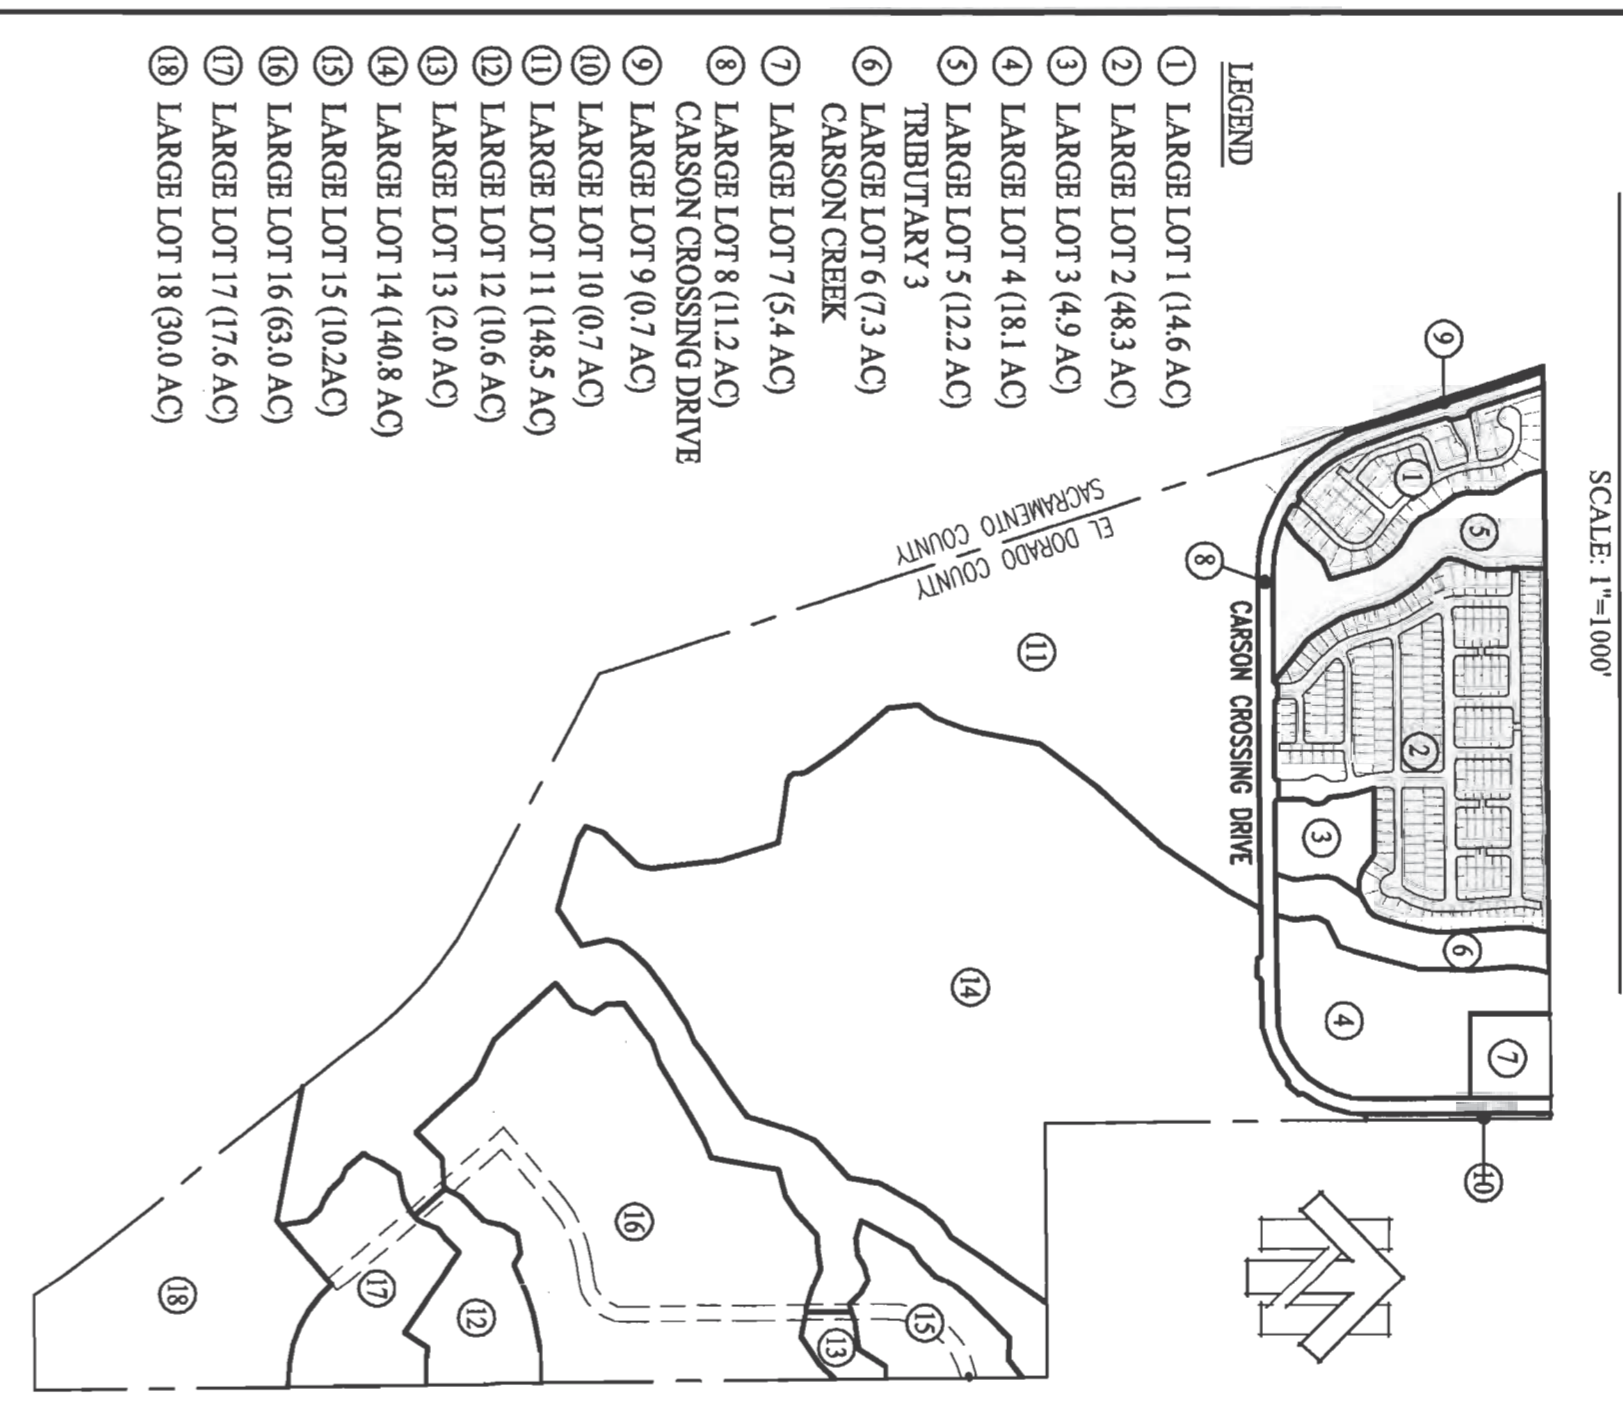 SCALE: 1"=1000'
LEGEND
1 LARGE LOT 1 (14.6 AC)
2 LARGE LOT 2 (48.3 AC)
3 LARGE LOT 3 (4.9 AC)
4 LARGE LOT 4 (18.1 AC)
5 LARGE LOT 5 (12.2 AC)
TRIBUTARY 3
6 LARGE LOT 6 (7.3 AC)
CARSON CREEK
7 LARGE LOT 7 (5.4 AC)
8 LARGE LOT 8 (11.2 AC)
CARSON CROSSING DRIVE
9 LARGE LOT 9 (0.7 AC)
10 LARGE LOT 10 (0.7 AC)
11 LARGE LOT 11 (148.5 AC)
12 LARGE LOT 12 (10.6 AC)
13 LARGE LOT 13 (2.0 AC)
14 LARGE LOT 14 (140.8 AC)
15 LARGE LOT 15 (10.2AC)
16 LARGE LOT 16 (63.0 AC)
17 LARGE LOT 17 (17.6 AC)
18 LARGE LOT 18 (30.0 AC)
9
1
5
8
CARSON CROSSING DRIVE
2
3
6
4
7
10
SACRAMENTO COUNTY
EL DORADO COUNTY
11
14
16
15
13
12
17
18